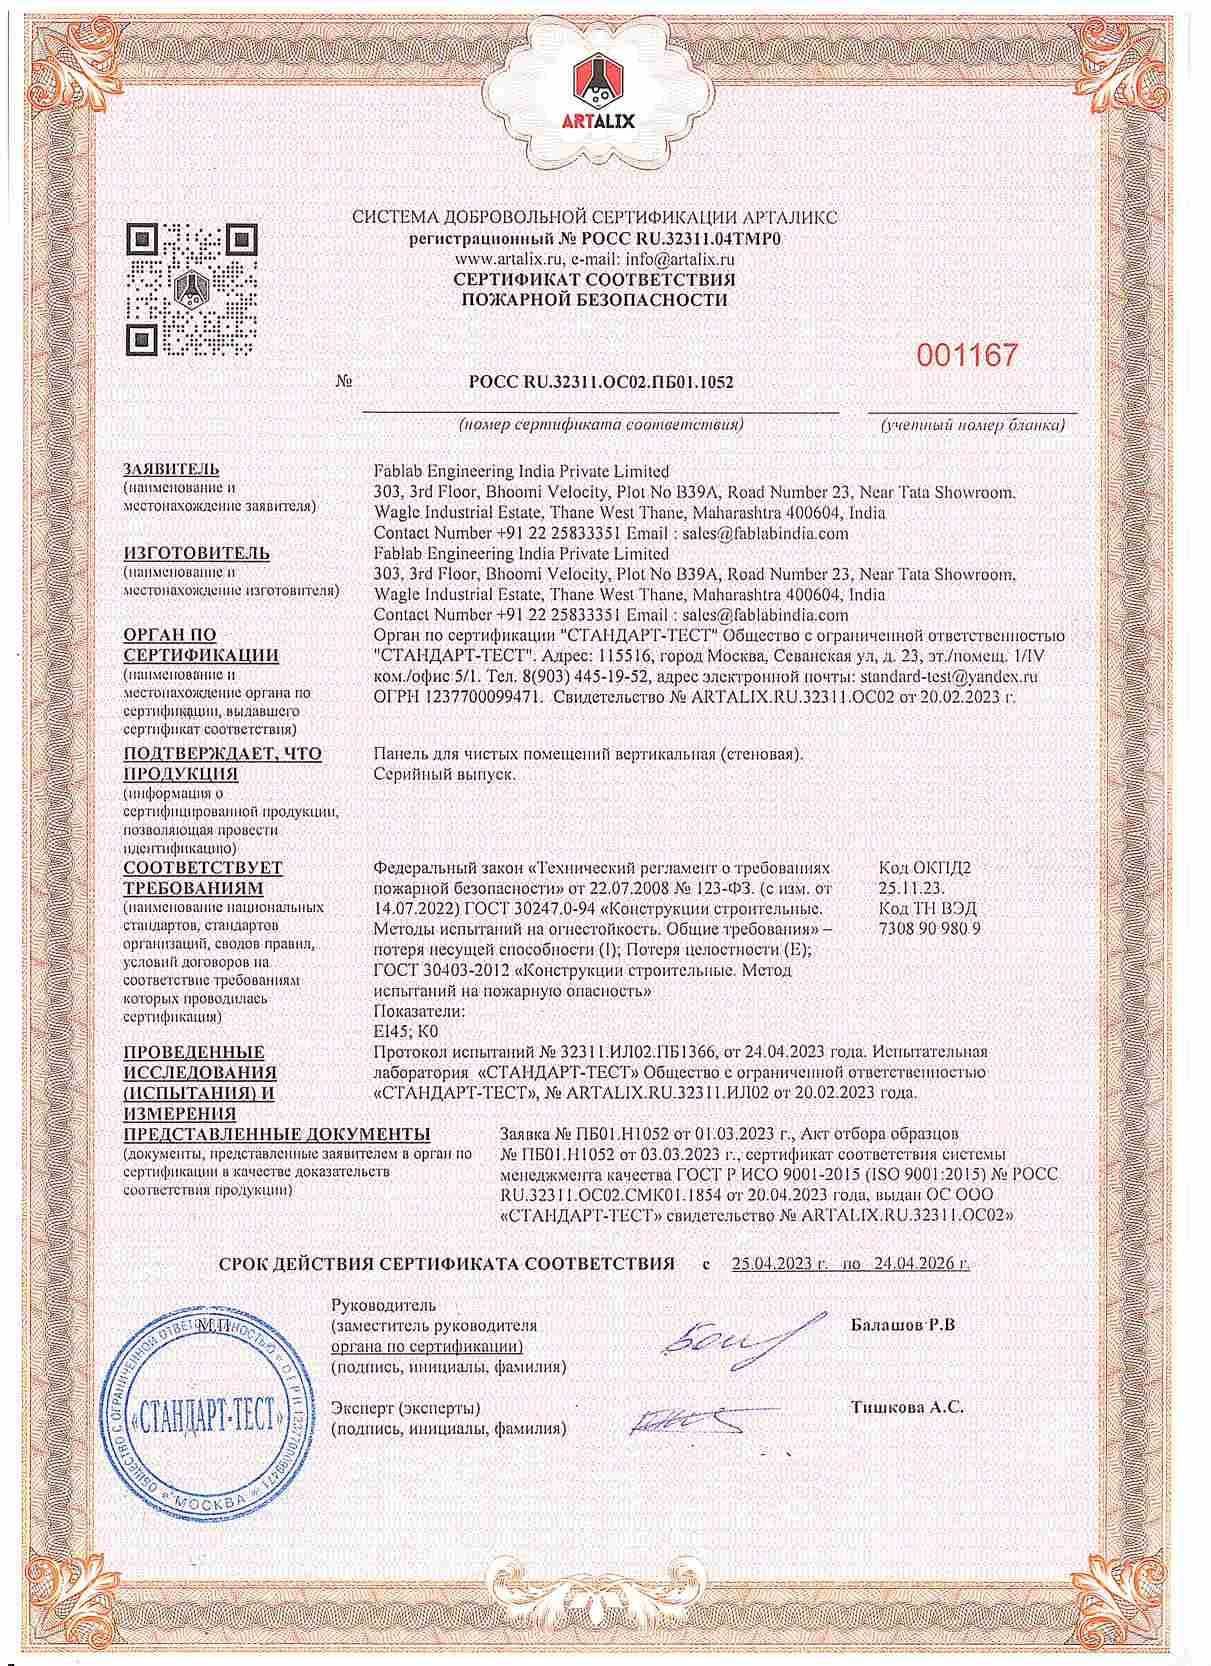 ARTALIX
СИСТЕМА ДОБРОВОЛЬНОЙ СЕРТИФИКАЦИИ АРТАЛИКС
регистрационный № РОСС RU.32311.04ТМР0
www.artalix.ru, e-mail: info@artalix.ru
СЕРТИФИКАТ СООТВЕТСТВИЯ
ПОЖАРНОЙ БЕЗОПАСНОСТИ
001167
№ РОСС RU.32311.ОС02.ПБ01.1052
(номер сертификата соответствия) (учетный номер бланка)
ЗАЯВИТЕЛЬ
(наименование и
местонахождение заявителя)
Fablab Engineering India Private Limited
303, 3rd Floor, Bhoomi Velocity, Plot No B39A, Road Number 23, Near Tata Showroom,
Wagle Industrial Estate, Thane West Thane, Maharashtra 400604, India
Contact Number +91 22 25833351 Email : sales@fablabindia.com
ИЗГОТОВИТЕЛЬ
(наименование и
местонахождение изготовителя)
Fablab Engineering India Private Limited
303, 3rd Floor, Bhoomi Velocity, Plot No B39A, Road Number 23, Near Tata Showroom,
Wagle Industrial Estate, Thane West Thane, Maharashtra 400604, India
Contact Number +91 22 25833351 Email : sales@fablabindia.com
ОРГАН ПО
СЕРТИФИКАЦИИ
(наименование и
местонахождение органа по
сертификации, выдавшего
сертификат соответствия)
Орган по сертификации "СТАНДАРТ-ТЕСТ" Общество с ограниченной ответственностью
"СТАНДАРТ-ТЕСТ". Адрес: 115516, город Москва, Севанская ул, д. 23, эт./помещ. 1/IV
ком./офис 5/1. Тел. 8(903) 445-19-52, адрес электронной почты: standard-test@yandex.ru
ОГРН 1237700099471. Свидетельство № ARTALIX.RU.32311.ОС02 от 20.02.2023 г.
ПОДТВЕРЖДАЕТ, ЧТО
ПРОДУКЦИЯ
(информация о
сертифицированной продукции,
позволяющая провести
идентификацию)
Панель для чистых помещений вертикальная (стеновая).
Серийный выпуск.
СООТВЕТСТВУЕТ
ТРЕБОВАНИЯМ
(наименование национальных
стандартов, стандартов
организаций, сводов правил,
условий договоров на
соответствие требованиям
которых проводилась
сертификация)
Федеральный закон «Технический регламент о требованиях
пожарной безопасности» от 22.07.2008 № 123-ФЗ. (с изм. от
14.07.2022) ГОСТ 30247.0-94 «Конструкции строительные.
Методы испытаний на огнестойкость. Общие требования» –
потеря несущей способности (I); Потеря целостности (E);
ГОСТ 30403-2012 «Конструкции строительные. Метод
испытаний на пожарную опасность»
Показатели:
EI45; К0
Код ОКПД2
25.11.23.
Код ТН ВЭД
7308 90 980 9
ПРОВЕДЕННЫЕ
ИССЛЕДОВАНИЯ
(ИСПЫТАНИЯ) И
ИЗМЕРЕНИЯ
Протокол испытаний № 32311.ИЛ02.ПБ1366, от 24.04.2023 года. Испытательная
лаборатория «СТАНДАРТ-ТЕСТ» Общество с ограниченной ответственностью
«СТАНДАРТ-ТЕСТ», № ARTALIX.RU.32311.ИЛ02 от 20.02.2023 года.
ПРЕДСТАВЛЕННЫЕ ДОКУМЕНТЫ
(документы, представленные заявителем в орган по
сертификации в качестве доказательств
соответствия продукции)
Заявка № ПБ01.Н1052 от 01.03.2023 г., Акт отбора образцов
№ ПБ01.Н1052 от 03.03.2023 г., сертификат соответствия системы
менеджмента качества ГОСТ Р ИСО 9001-2015 (ISO 9001:2015) № РОСС
RU.32311.ОС02.СМК01.1854 от 20.04.2023 года, выдан ОС ООО
«СТАНДАРТ-ТЕСТ» свидетельство № ARTALIX.RU.32311.ОС02»
СРОК ДЕЙСТВИЯ СЕРТИФИКАТА СООТВЕТСТВИЯ с 25.04.2023 г. по 24.04.2026 г.
М.П.
Руководитель
(заместитель руководителя
органа по сертификации)
(подпись, инициалы, фамилия)
Балашов Р.В
Эксперт (эксперты)
(подпись, инициалы, фамилия)
Тишкова А.С.
ОБЩЕСТВО С ОГРАНИЧЕННОЙ ОТВЕТСТВЕННОСТЬЮ * ОГРН 1237700099471
«СТАНДАРТ-ТЕСТ»
* МОСКВА *